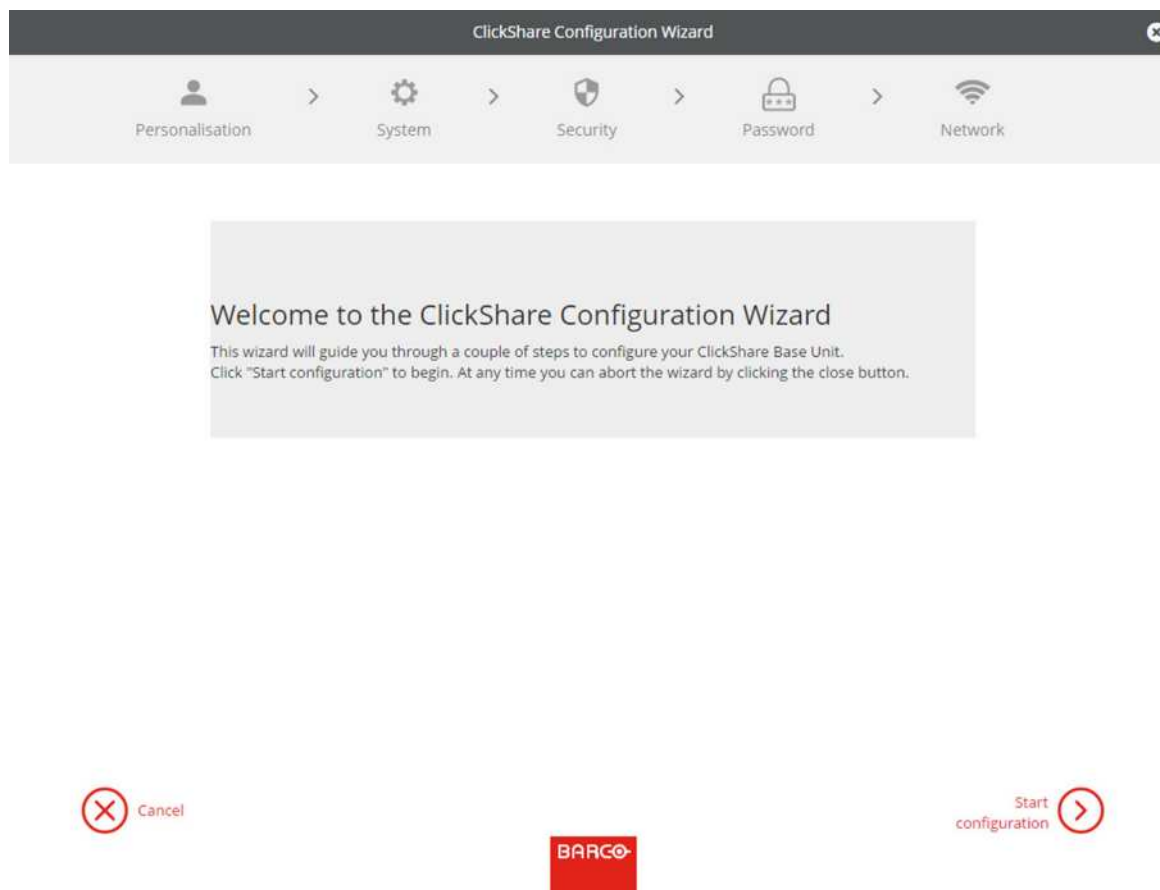 ClickShare Configuration Wizard
Personalisation
System
Security
Password
Network
Welcome to the ClickShare Configuration Wizard
This wizard will guide you through a couple of steps to configure your ClickShare Base Unit.
Click "Start configuration" to begin. At any time you can abort the wizard by clicking the close button.
Cancel
Start
configuration
BARCO